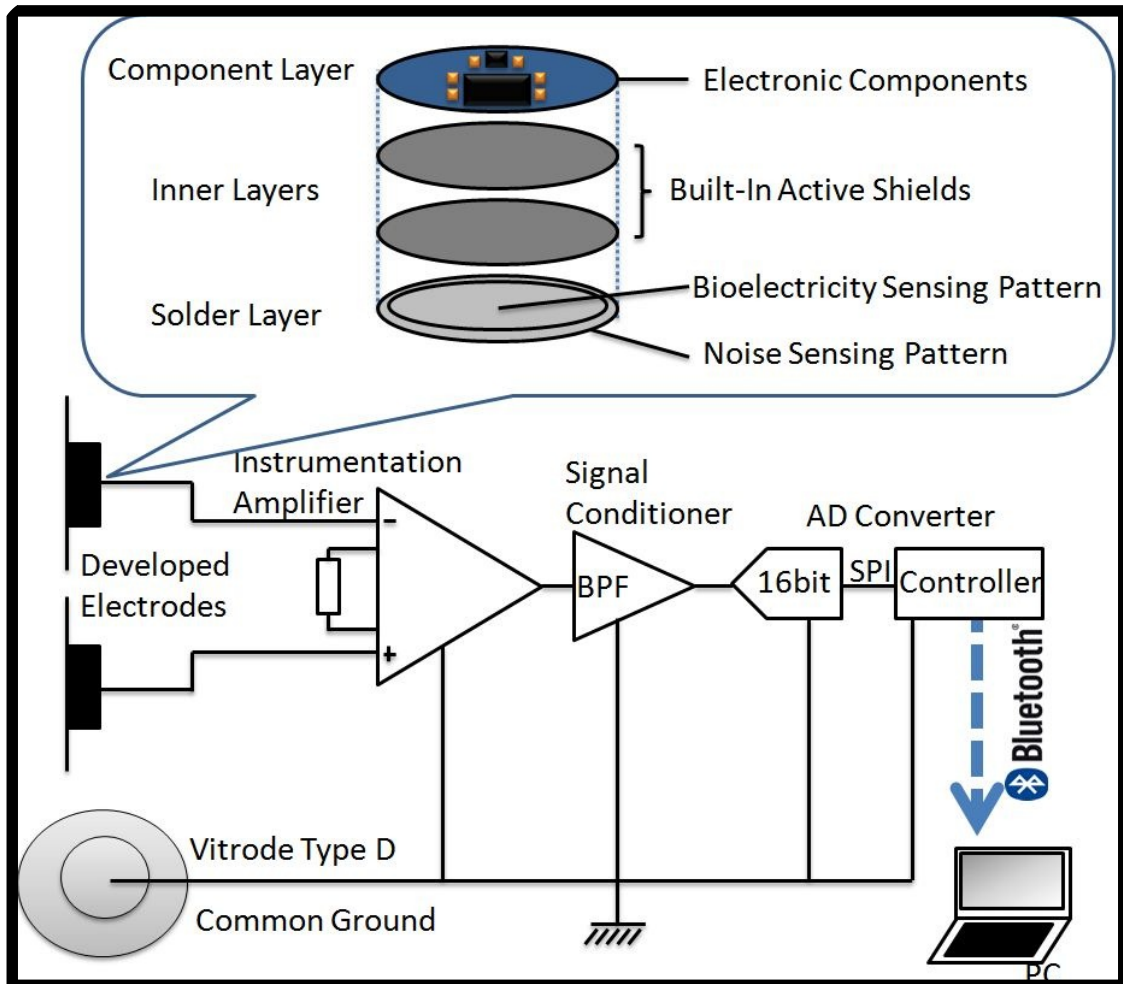 Component Layer
Electronic Components
Inner Layers
Built-In Active Shields
Bioelectricity Sensing Pattern
Solder Layer
Noise Sensing Pattern
Instrumentation
Amplifier
Signal
Conditioner
AD Converter
Developed
Electrodes
−
+
BPF
16bit
SPI
Controller
Bluetooth®
Vitrode Type D
Common Ground
PC